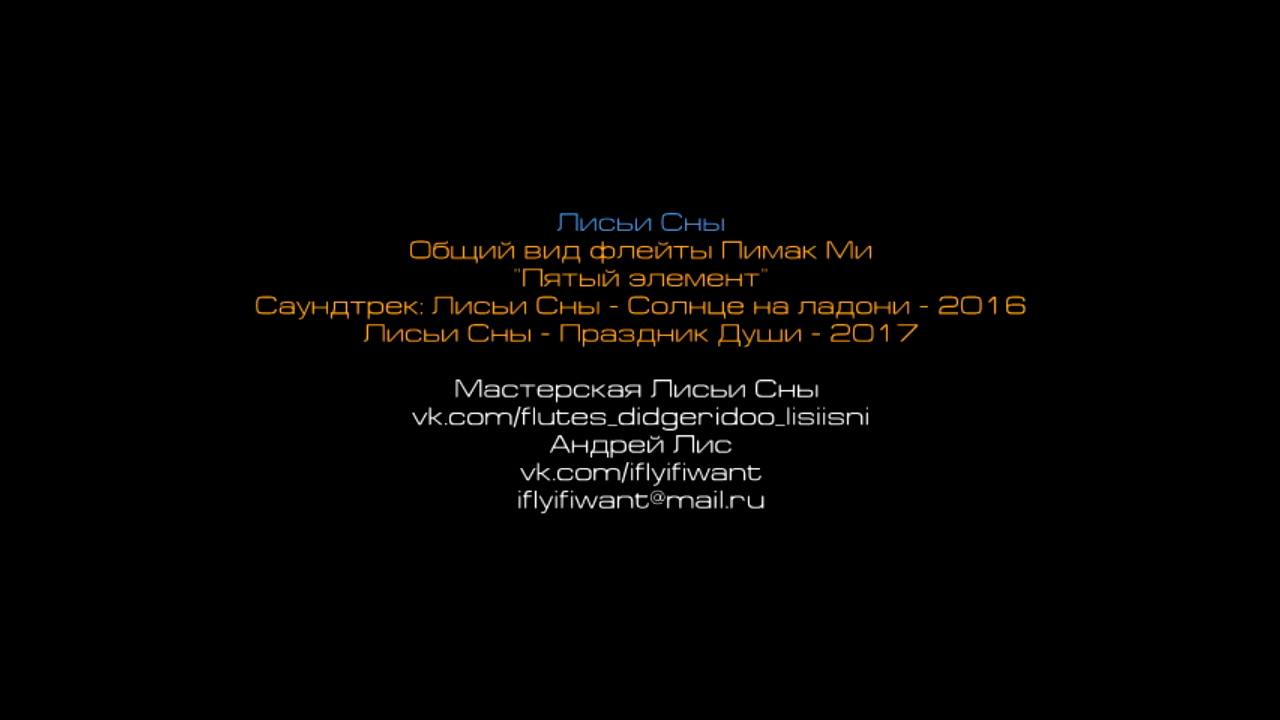 Лисьи Сны
Общий вид флейты Пимак Ми
"Пятый элемент"
Саундтрек: Лисьи Сны - Солнце на ладони - 2016
Лисьи Сны - Праздник Души - 2017
Мастерская Лисьи Сны
vk.com/flutes_didgeridoo_lisiisni
Андрей Лис
vk.com/iflyifiwant
iflyifiwant@mail.ru